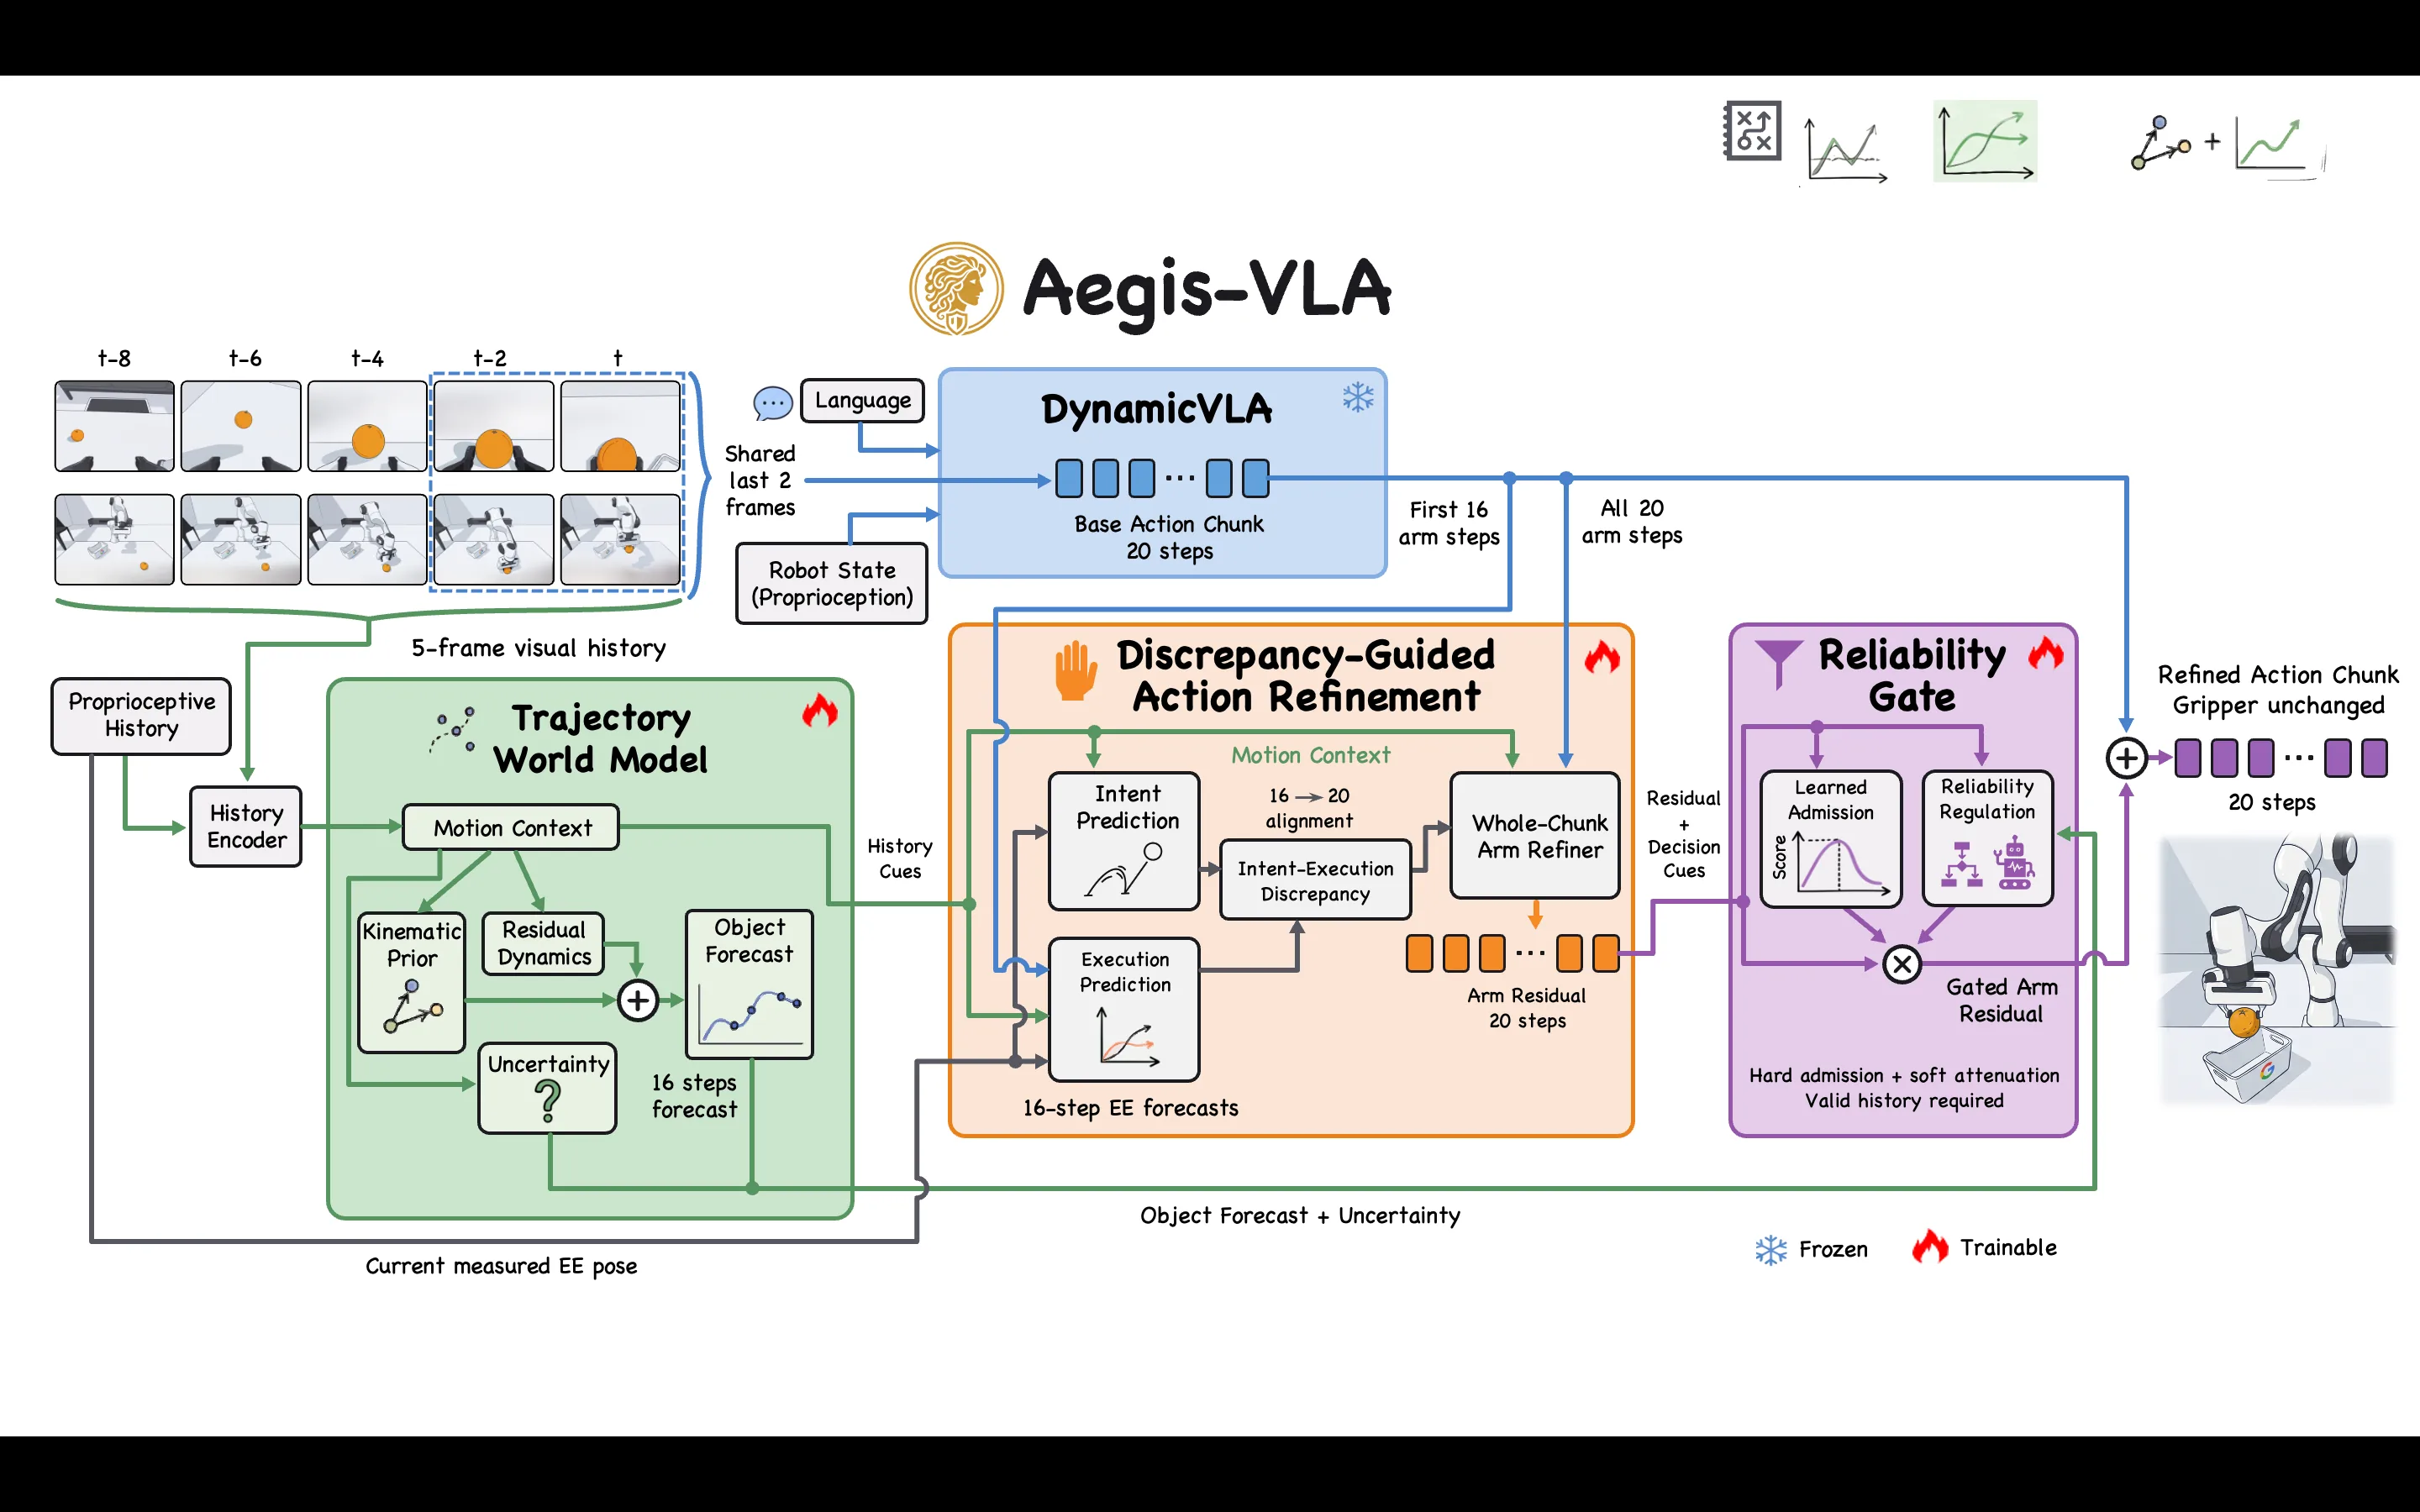 Aegis-VLA
t-8
t-6
t-4
t-2
t
Language
Shared
last 2
frames
Robot State
(Proprioception)
DynamicVLA
Base Action Chunk
20 steps
First 16
arm steps
All 20
arm steps
5-frame visual history
Proprioceptive
History
History
Encoder
Trajectory
World Model
Motion Context
Kinematic
Prior
Residual
Dynamics
Object
Forecast
Uncertainty
?
16 steps
forecast
History
Cues
Discrepancy-Guided
Action Refinement
Motion Context
Intent
Prediction
16 → 20
alignment
Intent-Execution
Discrepancy
Whole-Chunk
Arm Refiner
Execution
Prediction
Arm Residual
20 steps
16-step EE forecasts
Residual
+
Decision
Cues
Reliability
Gate
Learned
Admission
Score
Reliability
Regulation
Gated Arm
Residual
Hard admission + soft attenuation
Valid history required
Refined Action Chunk
Gripper unchanged
20 steps
Object Forecast + Uncertainty
Current measured EE pose
Frozen
Trainable